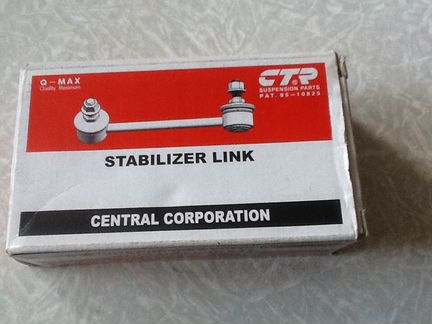 Q-MAX
Quality Maximum
CTR
SUSPENSION PARTS
PAT. 95-10825
STABILIZER LINK
CENTRAL CORPORATION